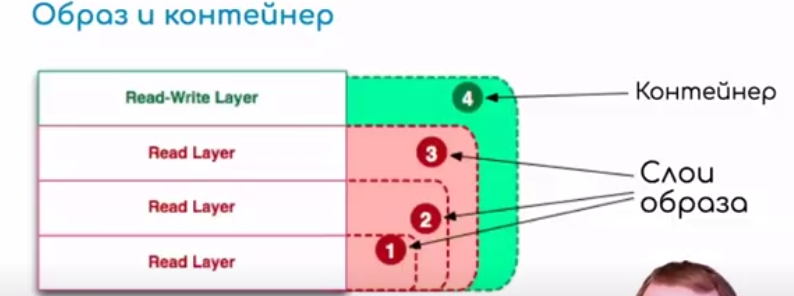 Образ и контейнер
Read-Write Layer
4
Контейнер
Read Layer
3
Слои
образа
Read Layer
2
Read Layer
1